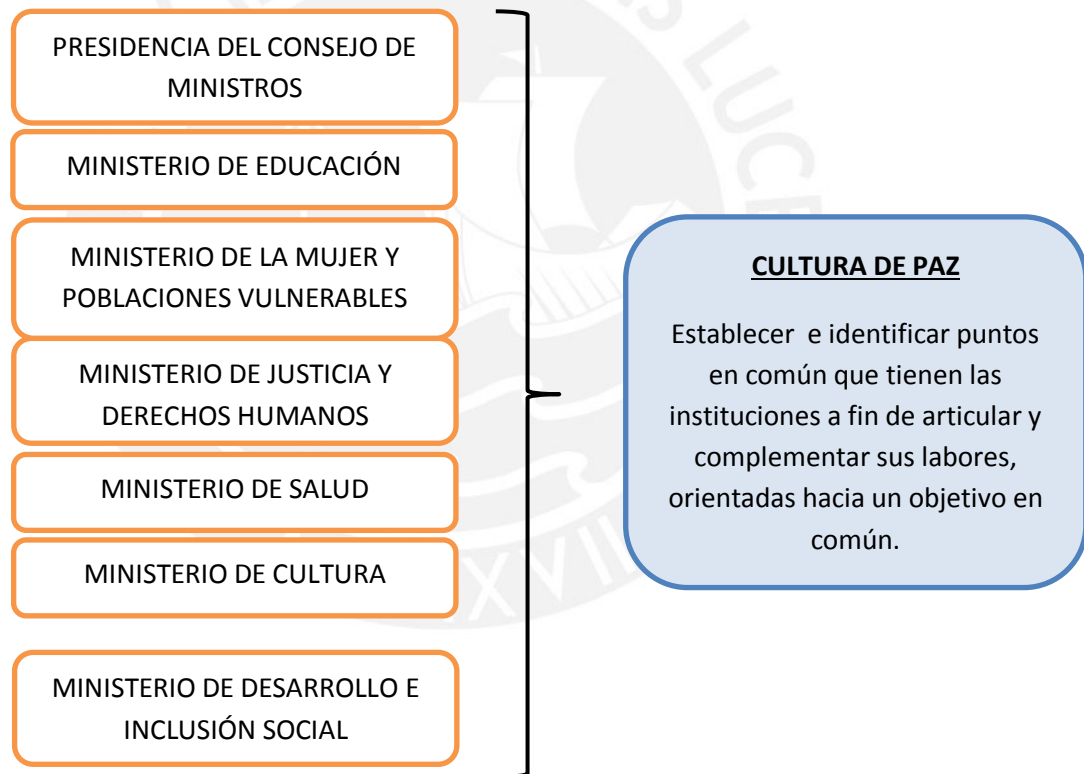 PRESIDENCIA DEL CONSEJO DE
MINISTROS
MINISTERIO DE EDUCACIÓN
MINISTERIO DE LA MUJER Y
POBLACIONES VULNERABLES
MINISTERIO DE JUSTICIA Y
DERECHOS HUMANOS
MINISTERIO DE SALUD
MINISTERIO DE CULTURA
MINISTERIO DE DESARROLLO E
INCLUSIÓN SOCIAL
CULTURA DE PAZ
Establecer e identificar puntos
en común que tienen las
instituciones a fin de articular y
complementar sus labores,
orientadas hacia un objetivo en
común.